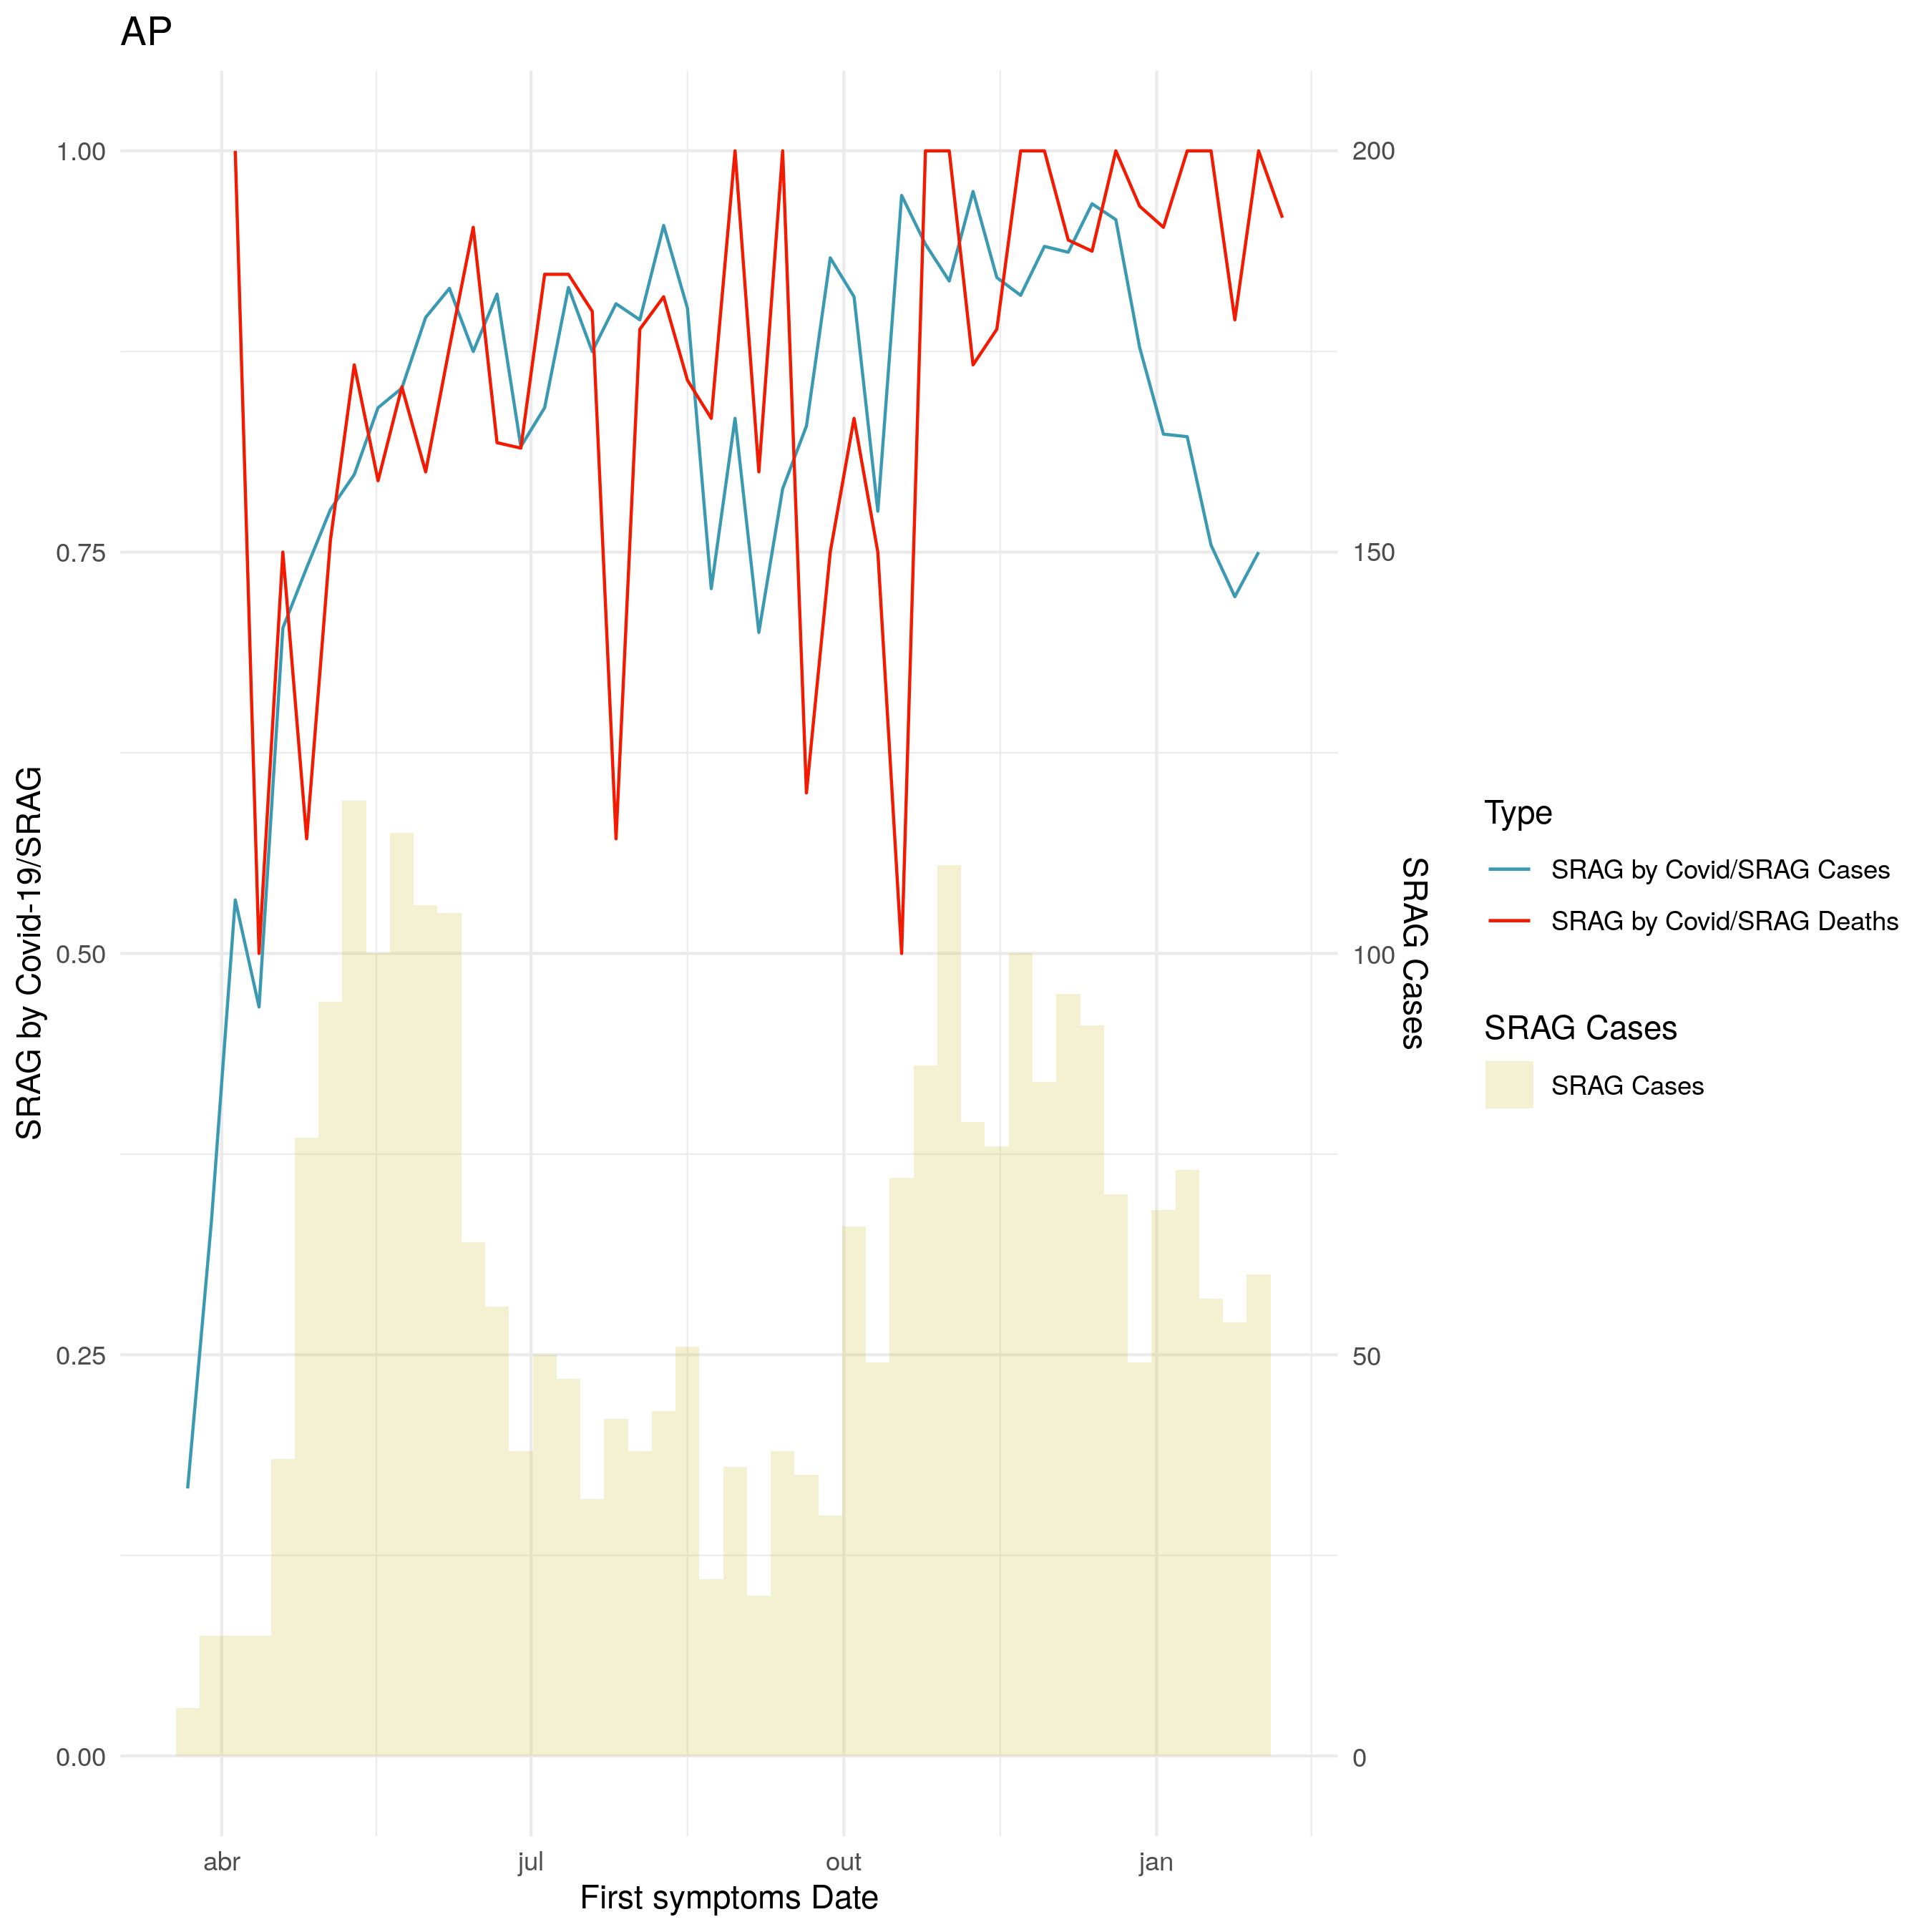 AP
1.00
0.75
0.50
0.25
0.00
SRAG by Covid-19/SRAG
200
150
100
50
0
SRAG Cases
abr
jul
out
jan
First symptoms Date
Type
SRAG by Covid/SRAG Cases
SRAG by Covid/SRAG Deaths
SRAG Cases
SRAG Cases